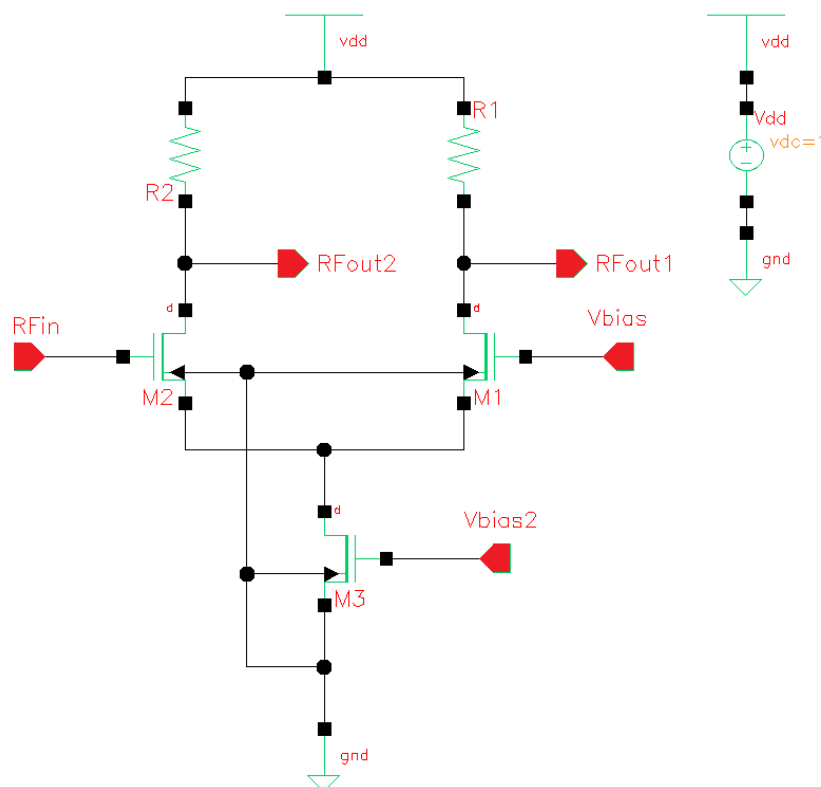 vdd
vdd
R1
Vdd
vdc=
R2
RFout2
RFout1
gnd
d
d
RFin
Vbias
M2
M1
d
Vbias2
M3
gnd